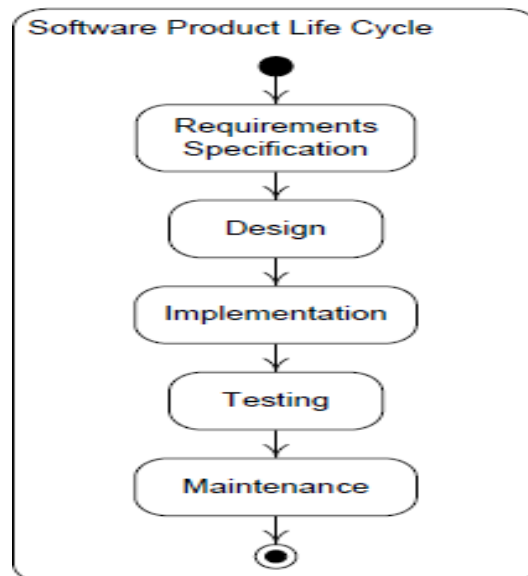 Software Product Life Cycle
Requirements
Specification
Design
Implementation
Testing
Maintenance